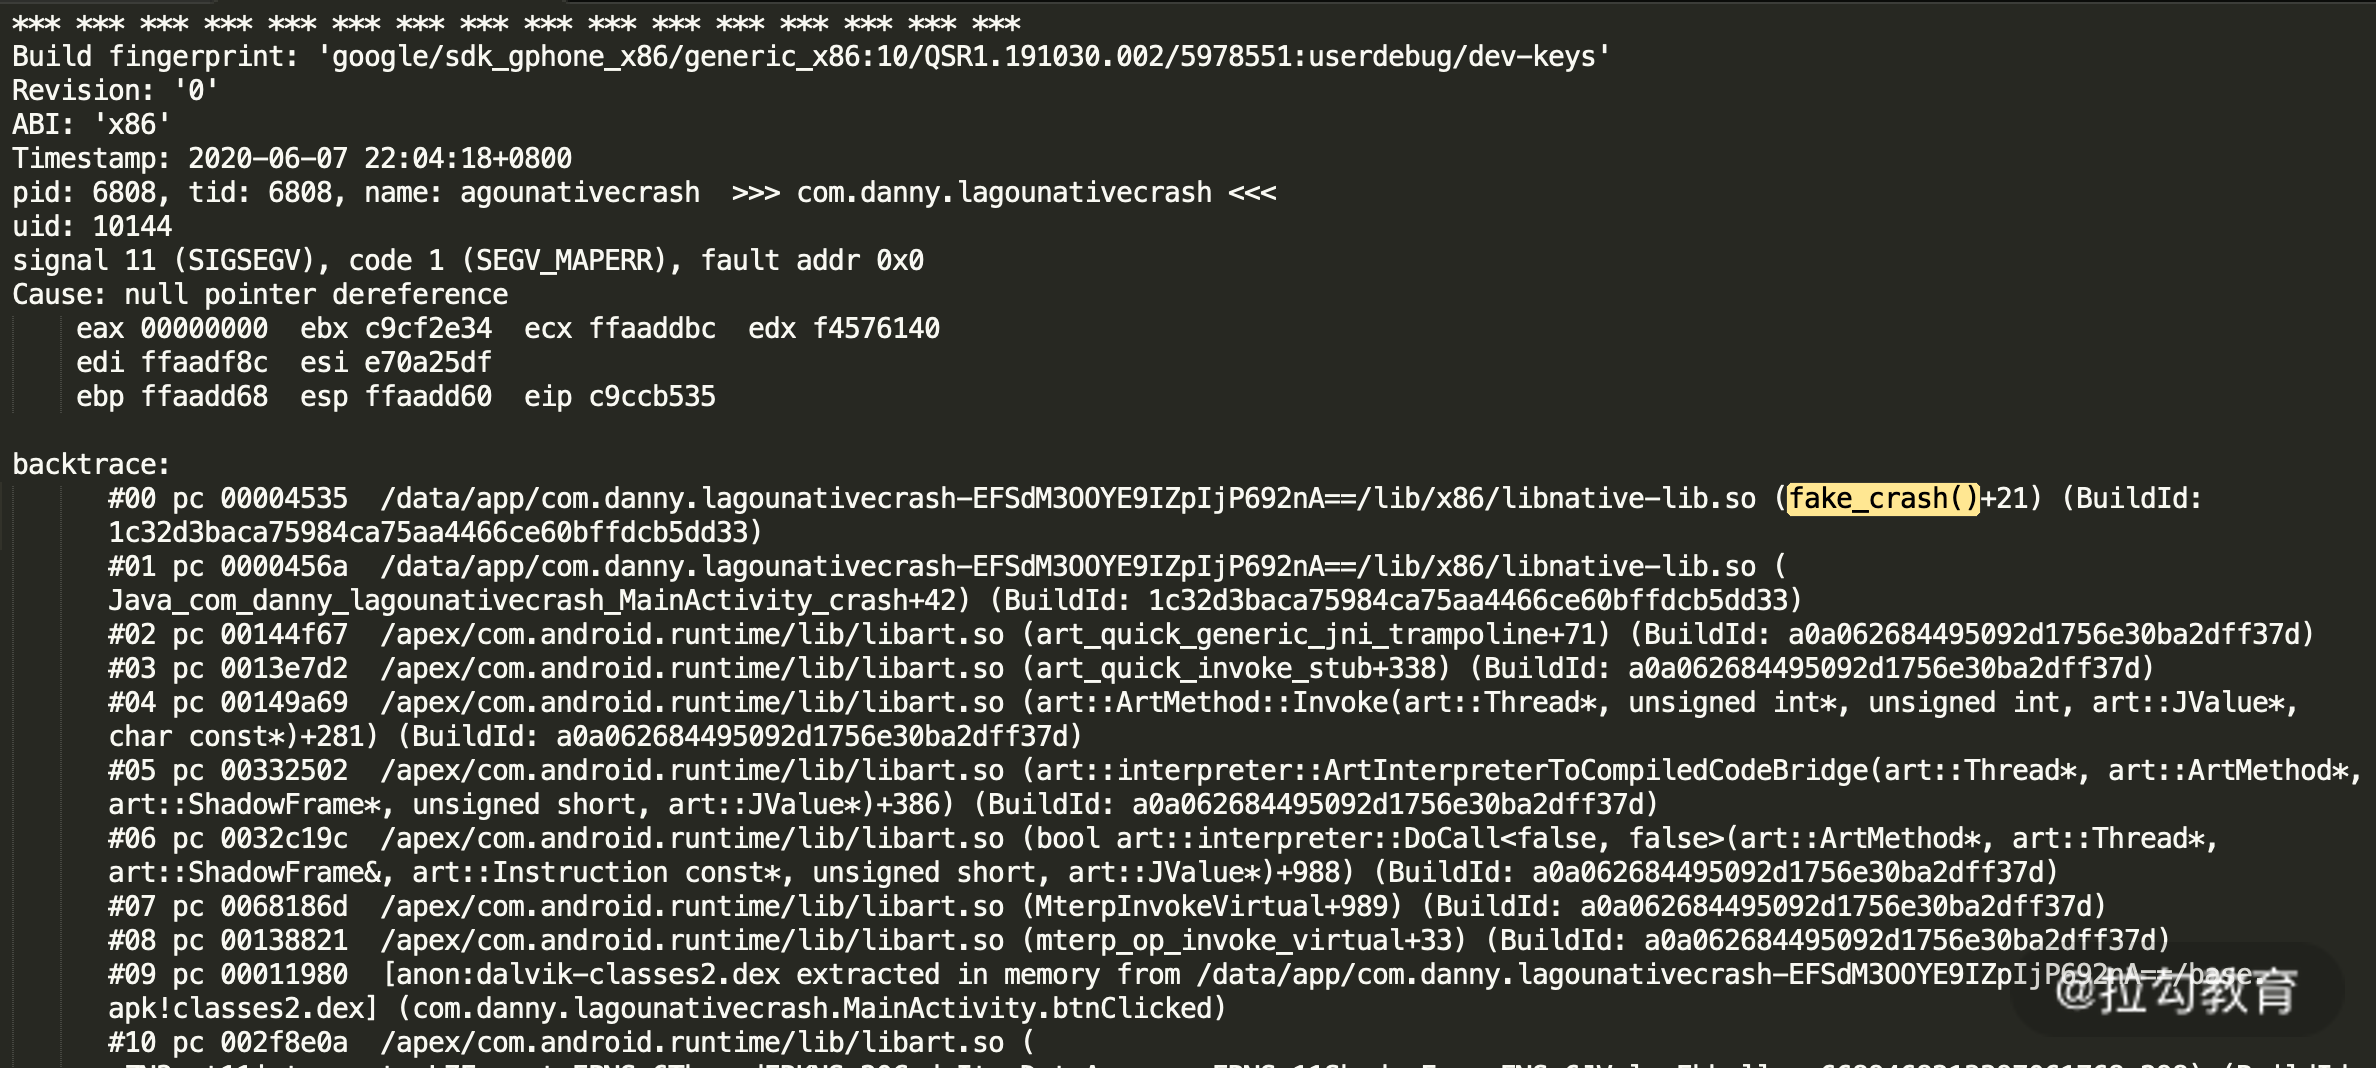 *** *** *** *** *** *** *** *** *** *** *** *** *** *** *** ***
Build fingerprint: 'google/sdk_gphone_x86/generic_x86:10/QSR1.191030.002/5978551:userdebug/dev-keys'
Revision: '0'
ABI: 'x86'
Timestamp: 2020-06-07 22:04:18+0800
pid: 6808, tid: 6808, name: agounativecrash  >>> com.danny.lagounativecrash <<<
uid: 10144
signal 11 (SIGSEGV), code 1 (SEGV_MAPERR), fault addr 0x0
Cause: null pointer dereference
    eax 00000000  ebx c9cf2e34  ecx ffaaddbc  edx f4576140
    edi ffaadf8c  esi e70a25df
    ebp ffaadd68  esp ffaadd60  eip c9ccb535
backtrace:
      #00 pc 00004535  /data/app/com.danny.lagounativecrash-EFSdM3OOYE9IZpIjP692nA==/lib/x86/libnative-lib.so (fake_crash()+21) (BuildId:
      1c32d3baca75984ca75aa4466ce60bffdcb5dd33)
      #01 pc 0000456a  /data/app/com.danny.lagounativecrash-EFSdM3OOYE9IZpIjP692nA==/lib/x86/libnative-lib.so (
      Java_com_danny_lagounativecrash_MainActivity_crash+42) (BuildId: 1c32d3baca75984ca75aa4466ce60bffdcb5dd33)
      #02 pc 00144f67  /apex/com.android.runtime/lib/libart.so (art_quick_generic_jni_trampoline+71) (BuildId: a0a062684495092d1756e30ba2dff37d)
      #03 pc 0013e7d2  /apex/com.android.runtime/lib/libart.so (art_quick_invoke_stub+338) (BuildId: a0a062684495092d1756e30ba2dff37d)
      #04 pc 00149a69  /apex/com.android.runtime/lib/libart.so (art::ArtMethod::Invoke(art::Thread*, unsigned int*, unsigned int, art::JValue*,
      char const*)+281) (BuildId: a0a062684495092d1756e30ba2dff37d)
      #05 pc 00332502  /apex/com.android.runtime/lib/libart.so (art::interpreter::ArtInterpreterToCompiledCodeBridge(art::Thread*, art::ArtMethod*,
      art::ShadowFrame*, unsigned short, art::JValue*)+386) (BuildId: a0a062684495092d1756e30ba2dff37d)
      #06 pc 0032c19c  /apex/com.android.runtime/lib/libart.so (bool art::interpreter::DoCall<false, false>(art::ArtMethod*, art::Thread*,
      art::ShadowFrame&, art::Instruction const*, unsigned short, art::JValue*)+988) (BuildId: a0a062684495092d1756e30ba2dff37d)
      #07 pc 0068186d  /apex/com.android.runtime/lib/libart.so (MterpInvokeVirtual+989) (BuildId: a0a062684495092d1756e30ba2dff37d)
      #08 pc 00138821  /apex/com.android.runtime/lib/libart.so (mterp_op_invoke_virtual+33) (BuildId: a0a062684495092d1756e30ba2dff37d)
      #09 pc 00011980  [anon:dalvik-classes2.dex extracted in memory from /data/app/com.danny.lagounativecrash-EFSdM3OOYE9IZpIjP692nA==/base.
      apk!classes2.dex] (com.danny.lagounativecrash.MainActivity.btnClicked)
      #10 pc 002f8e0a  /apex/com.android.runtime/lib/libart.so (
@拉勾教育